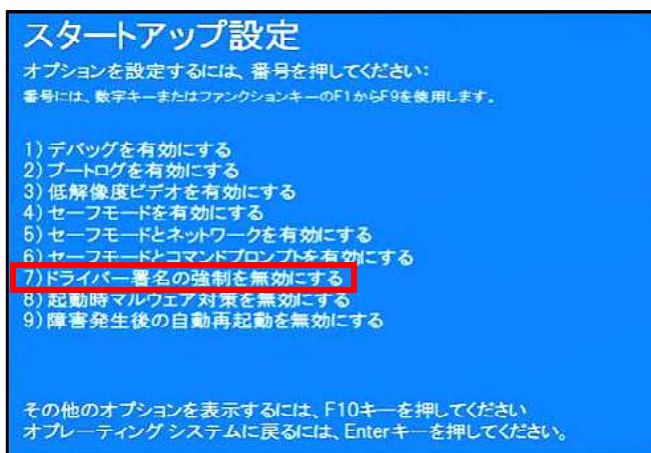 スタートアップ設定
オプションを設定するには、番号を押してください:
番号には、数字キーまたはファンクションキーのF1からF9を使用します。
1) デバッグを有効にする
2) ブートログを有効にする
3) 低解像度ビデオを有効にする
4) セーフモードを有効にする
5) セーフモードとネットワークを有効にする
6) セーフモードとコマンドプロンプトを有効にする
7) ドライバー署名の強制を無効にする
8) 起動時マルウェア対策を無効にする
9) 障害発生後の自動再起動を無効にする
その他のオプションを表示するには、F10キーを押してください
オペレーティング システムに戻るには、Enterキーを押してください。